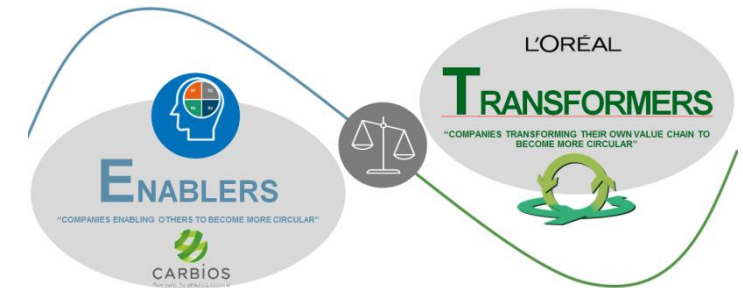 L'ORÉAL
TRANSFORMERS
"COMPANIES TRANSFORMING THEIR OWN VALUE CHAIN TO
BECOME MORE CIRCULAR"
ENABLERS
"COMPANIES ENABLING OTHERS TO BECOME MORE CIRCULAR"
CARBIOS